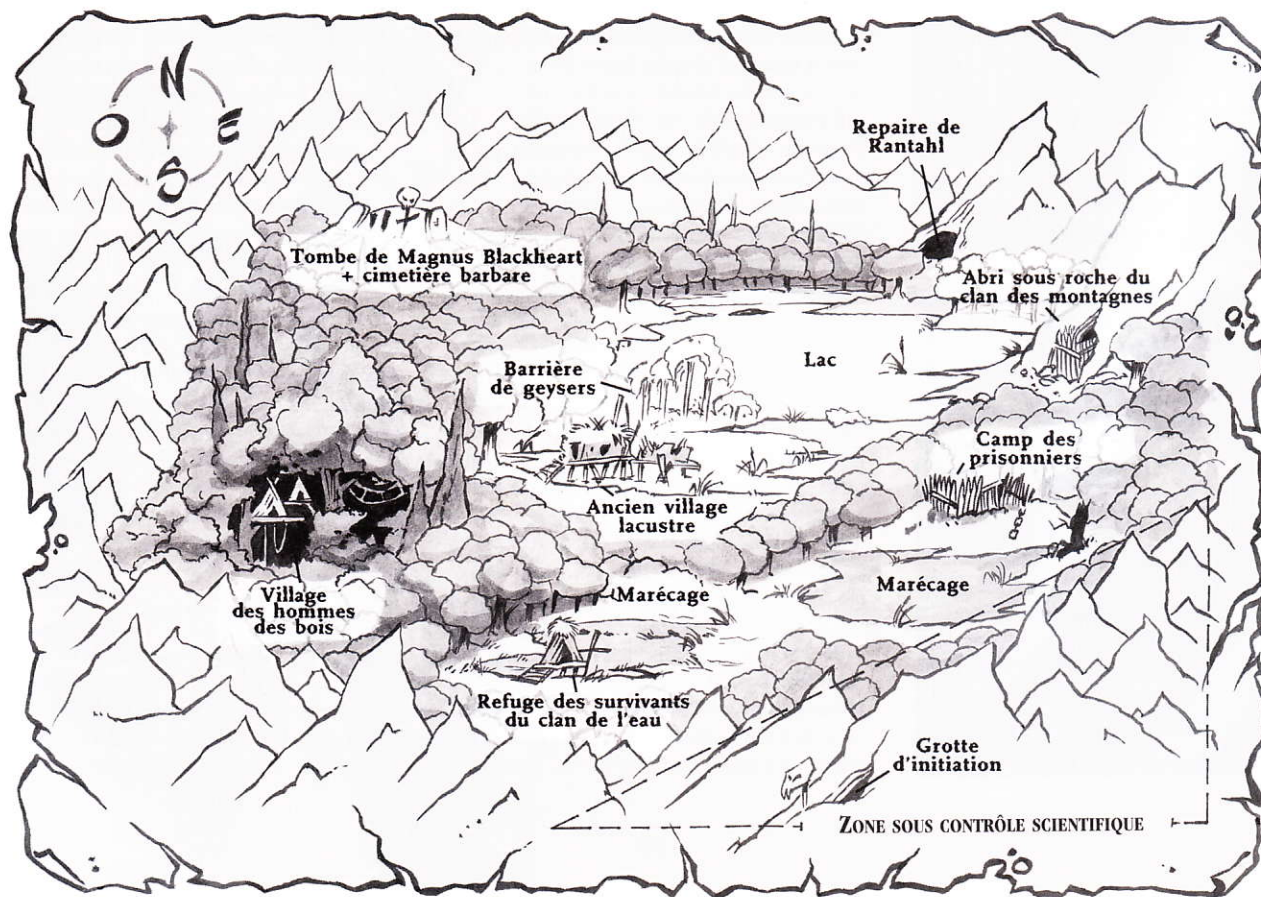 N
O E
S
Repaire de
Rantahl
Tombe de Magnus Blackheart
+ cimetière barbare
Abri sous roche du
clan des montagnes
Lac
Barrière
de geysers
Camp des
prisonniers
Ancien village
lacustre
Village
des hommes
des bois
Marécage
Marécage
Refuge des survivants
du clan de l'eau
Grotte
d'initiation
ZONE SOUS CONTRÔLE SCIENTIFIQUE